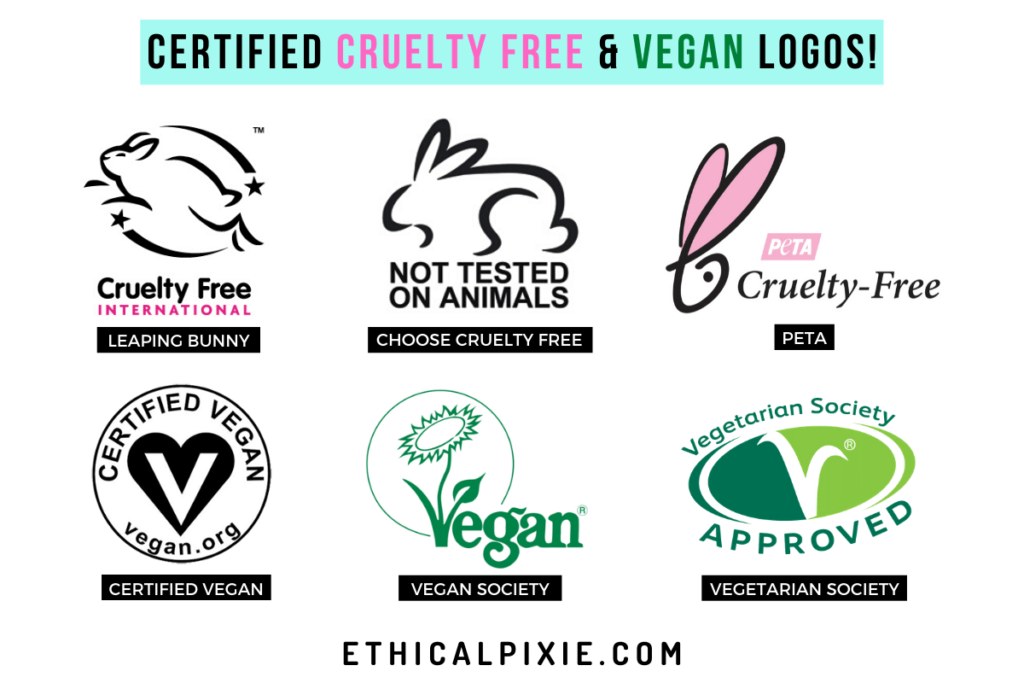 CERTIFIED CRUELTY FREE & VEGAN LOGOS!
TM
Cruelty Free
INTERNATIONAL
LEAPING BUNNY
NOT TESTED
ON ANIMALS
CHOOSE CRUELTY FREE
PeTA
Cruelty-Free
PETA
CERTIFIED VEGAN
V
vegan.org
CERTIFIED VEGAN
Vegan®
VEGAN SOCIETY
Vegetarian Society
V®
APPROVED
VEGETARIAN SOCIETY
ETHICALPIXIE.COM